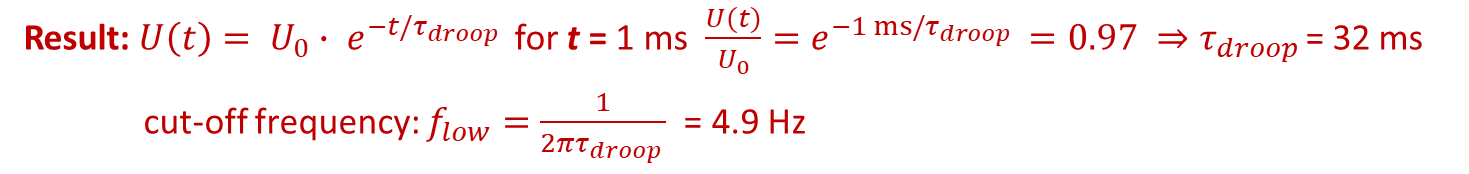 Result: U(t) = U₀ · e^(−t/τ_droop) for t = 1 ms U(t)/U₀ = e^(−1 ms/τ_droop) = 0.97 ⇒ τ_droop = 32 ms
cut-off frequency: f_low = 1/(2πτ_droop) = 4.9 Hz